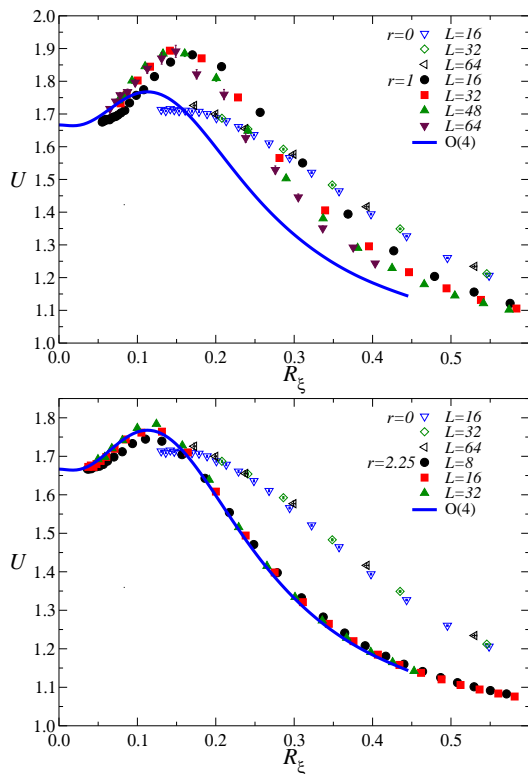 2.0
1.9
1.8
1.7
1.6
1.5
1.4
1.3
1.2
1.1
1.0
U
0.0 0.1 0.2 0.3 0.4 0.5
Rξ
r=0 L=16
L=32
L=64
r=1 L=16
L=32
L=48
L=64
O(4)
1.8
1.7
1.6
1.5
1.4
1.3
1.2
1.1
1.0
U
0.0 0.1 0.2 0.3 0.4 0.5
Rξ
r=0 L=16
L=32
L=64
r=2.25 L=8
L=16
L=32
O(4)